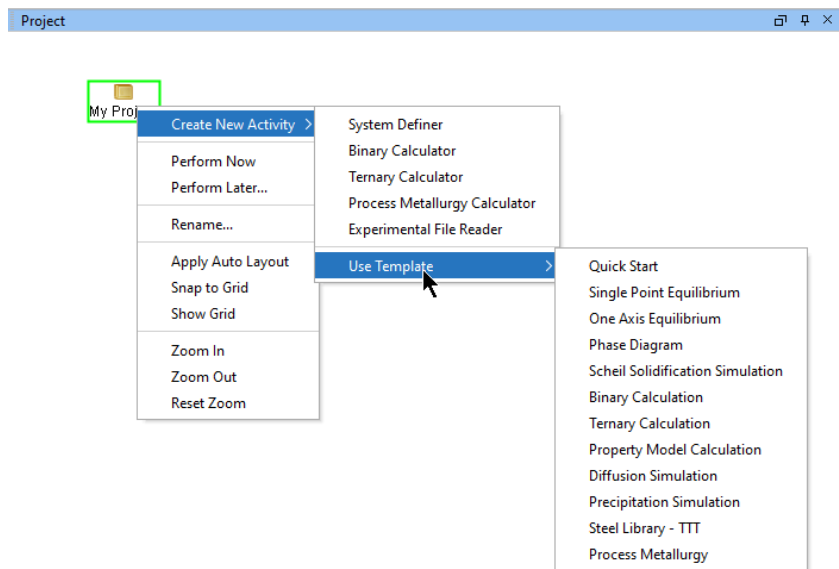 Project
My Proj
Create New Activity
Perform Now
Perform Later...
Rename...
Apply Auto Layout
Snap to Grid
Show Grid
Zoom In
Zoom Out
Reset Zoom
System Definer
Binary Calculator
Ternary Calculator
Process Metallurgy Calculator
Experimental File Reader
Use Template
Quick Start
Single Point Equilibrium
One Axis Equilibrium
Phase Diagram
Scheil Solidification Simulation
Binary Calculation
Ternary Calculation
Property Model Calculation
Diffusion Simulation
Precipitation Simulation
Steel Library - TTT
Process Metallurgy